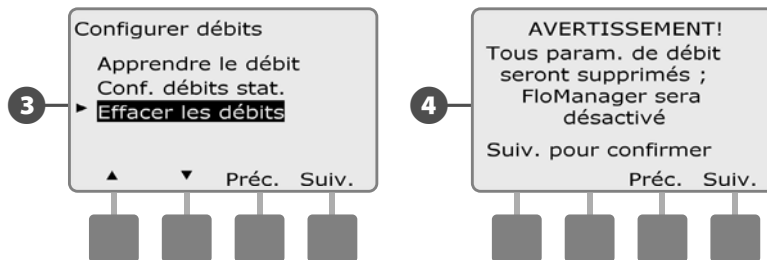 3
Configurer débits
Apprendre le débit
Conf. débits stat.
► Effacer les débits
▲ ▼ Préc. Suiv.
4
AVERTISSEMENT!
Tous param. de débit
seront supprimés ;
FloManager sera
désactivé
Suiv. pour confirmer
Préc. Suiv.